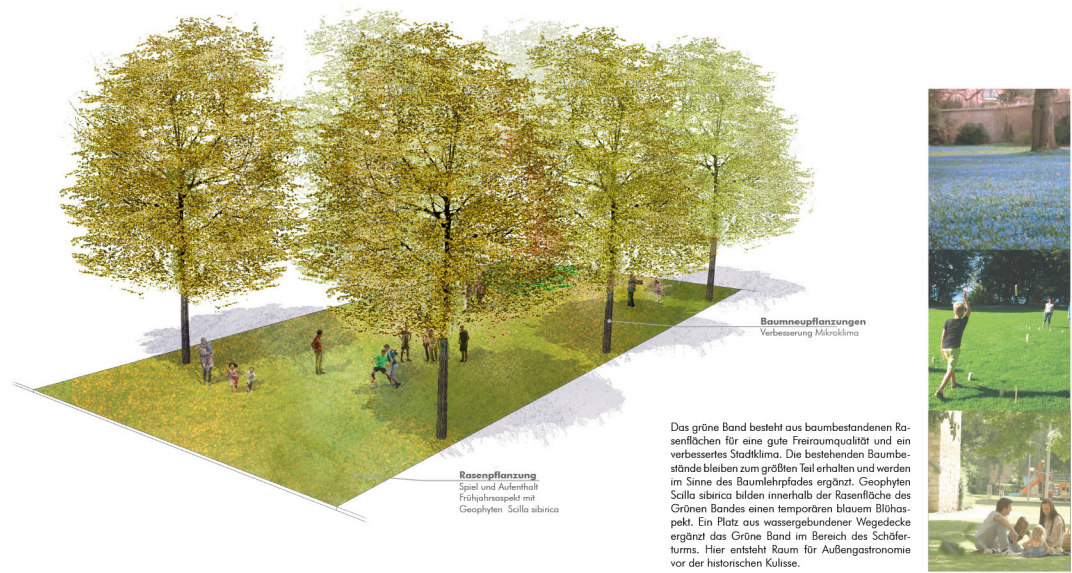 Baumneupflanzungen
Verbesserung Mikroklima
Rasenpflanzung
Spiel und Aufenthalt
Frühjahrsaspekt mit
Geophyten Scilla sibirica
Das grüne Band besteht aus baumbestandenen Ra-
senflächen für eine gute Freiraumqualität und ein
verbessertes Stadtklima. Die bestehenden Baumbe-
stände bleiben zum größten Teil erhalten und werden
im Sinne des Baumlehrpfades ergänzt. Geophyten
Scilla sibirica bilden innerhalb der Rasenfläche des
Grünen Bandes einen temporären blauem Blühas-
pekt. Ein Platz aus wassergebundener Wegedecke
ergänzt das Grüne Band im Bereich des Schäfer-
turms. Hier entsteht Raum für Außengastronomie
vor der historischen Kulisse.